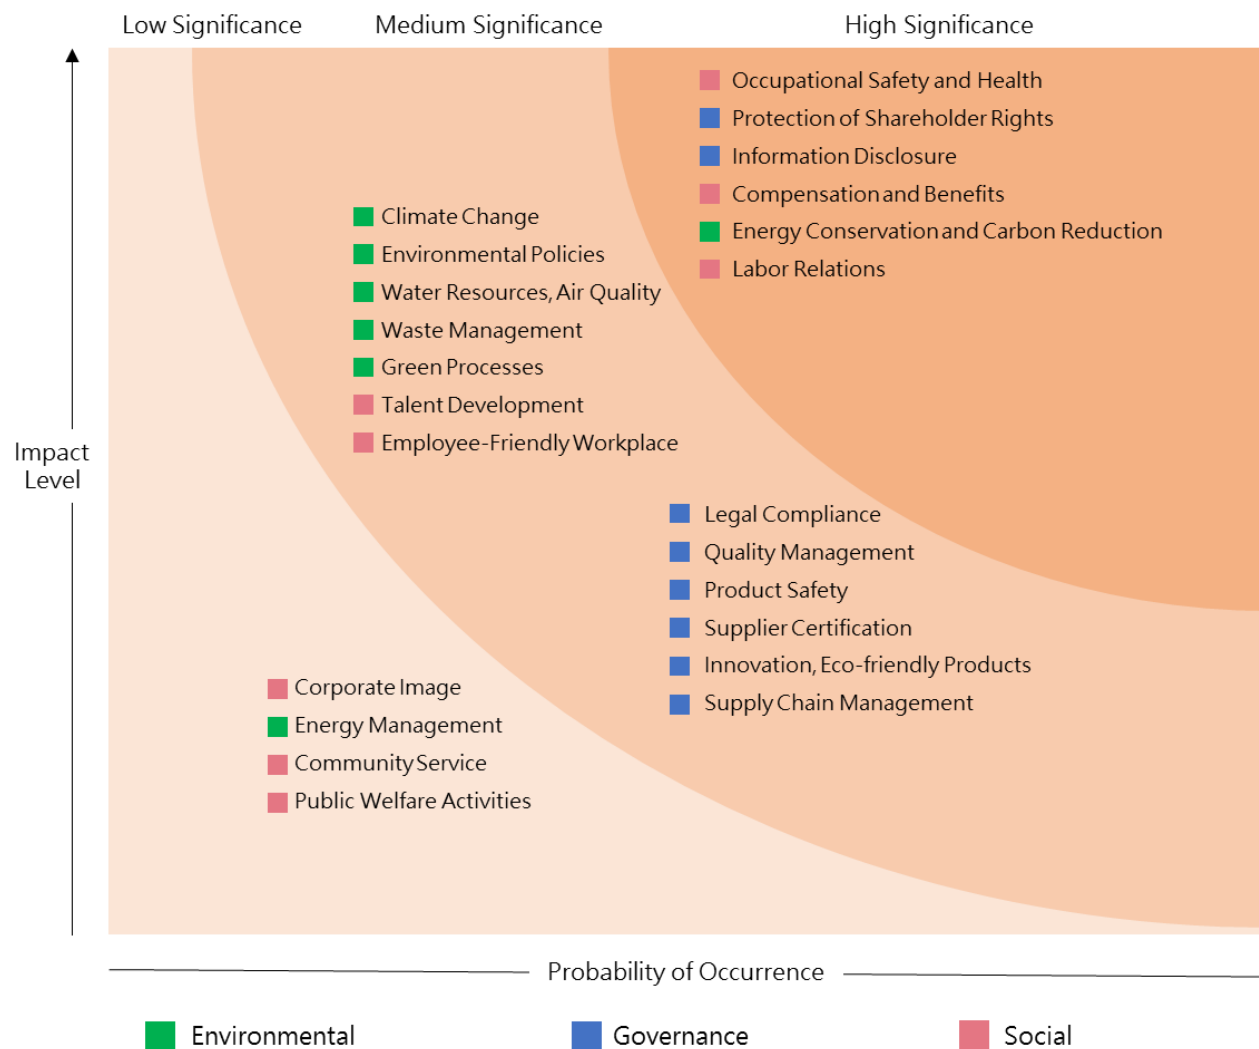 Low Significance
Medium Significance
High Significance
Occupational Safety and Health
Protection of Shareholder Rights
Information Disclosure
Compensation and Benefits
Energy Conservation and Carbon Reduction
Labor Relations
Climate Change
Environmental Policies
Water Resources, Air Quality
Waste Management
Green Processes
Talent Development
Employee-Friendly Workplace
Impact
Level
Legal Compliance
Quality Management
Product Safety
Supplier Certification
Innovation, Eco-friendly Products
Supply Chain Management
Corporate Image
Energy Management
Community Service
Public Welfare Activities
Probability of Occurrence
Environmental
Governance
Social